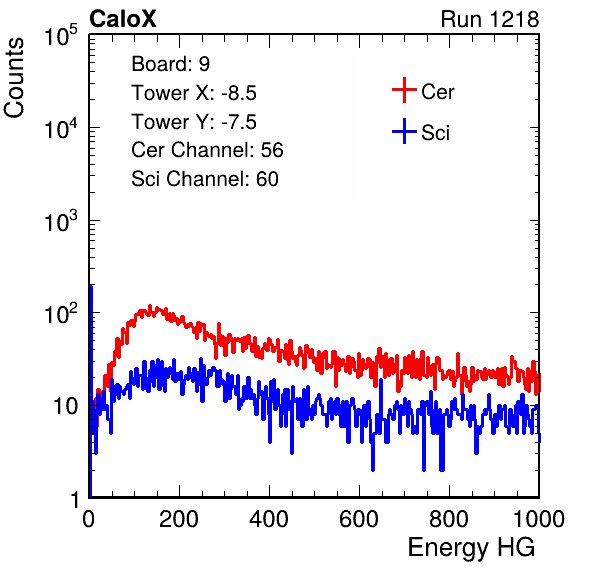 CaloX Run 1218
Counts
10^5
10^4
10^3
10^2
10
1
Board: 9
Tower X: -8.5
Tower Y: -7.5
Cer Channel: 56
Sci Channel: 60
Cer
Sci
0 200 400 600 800 1000
Energy HG